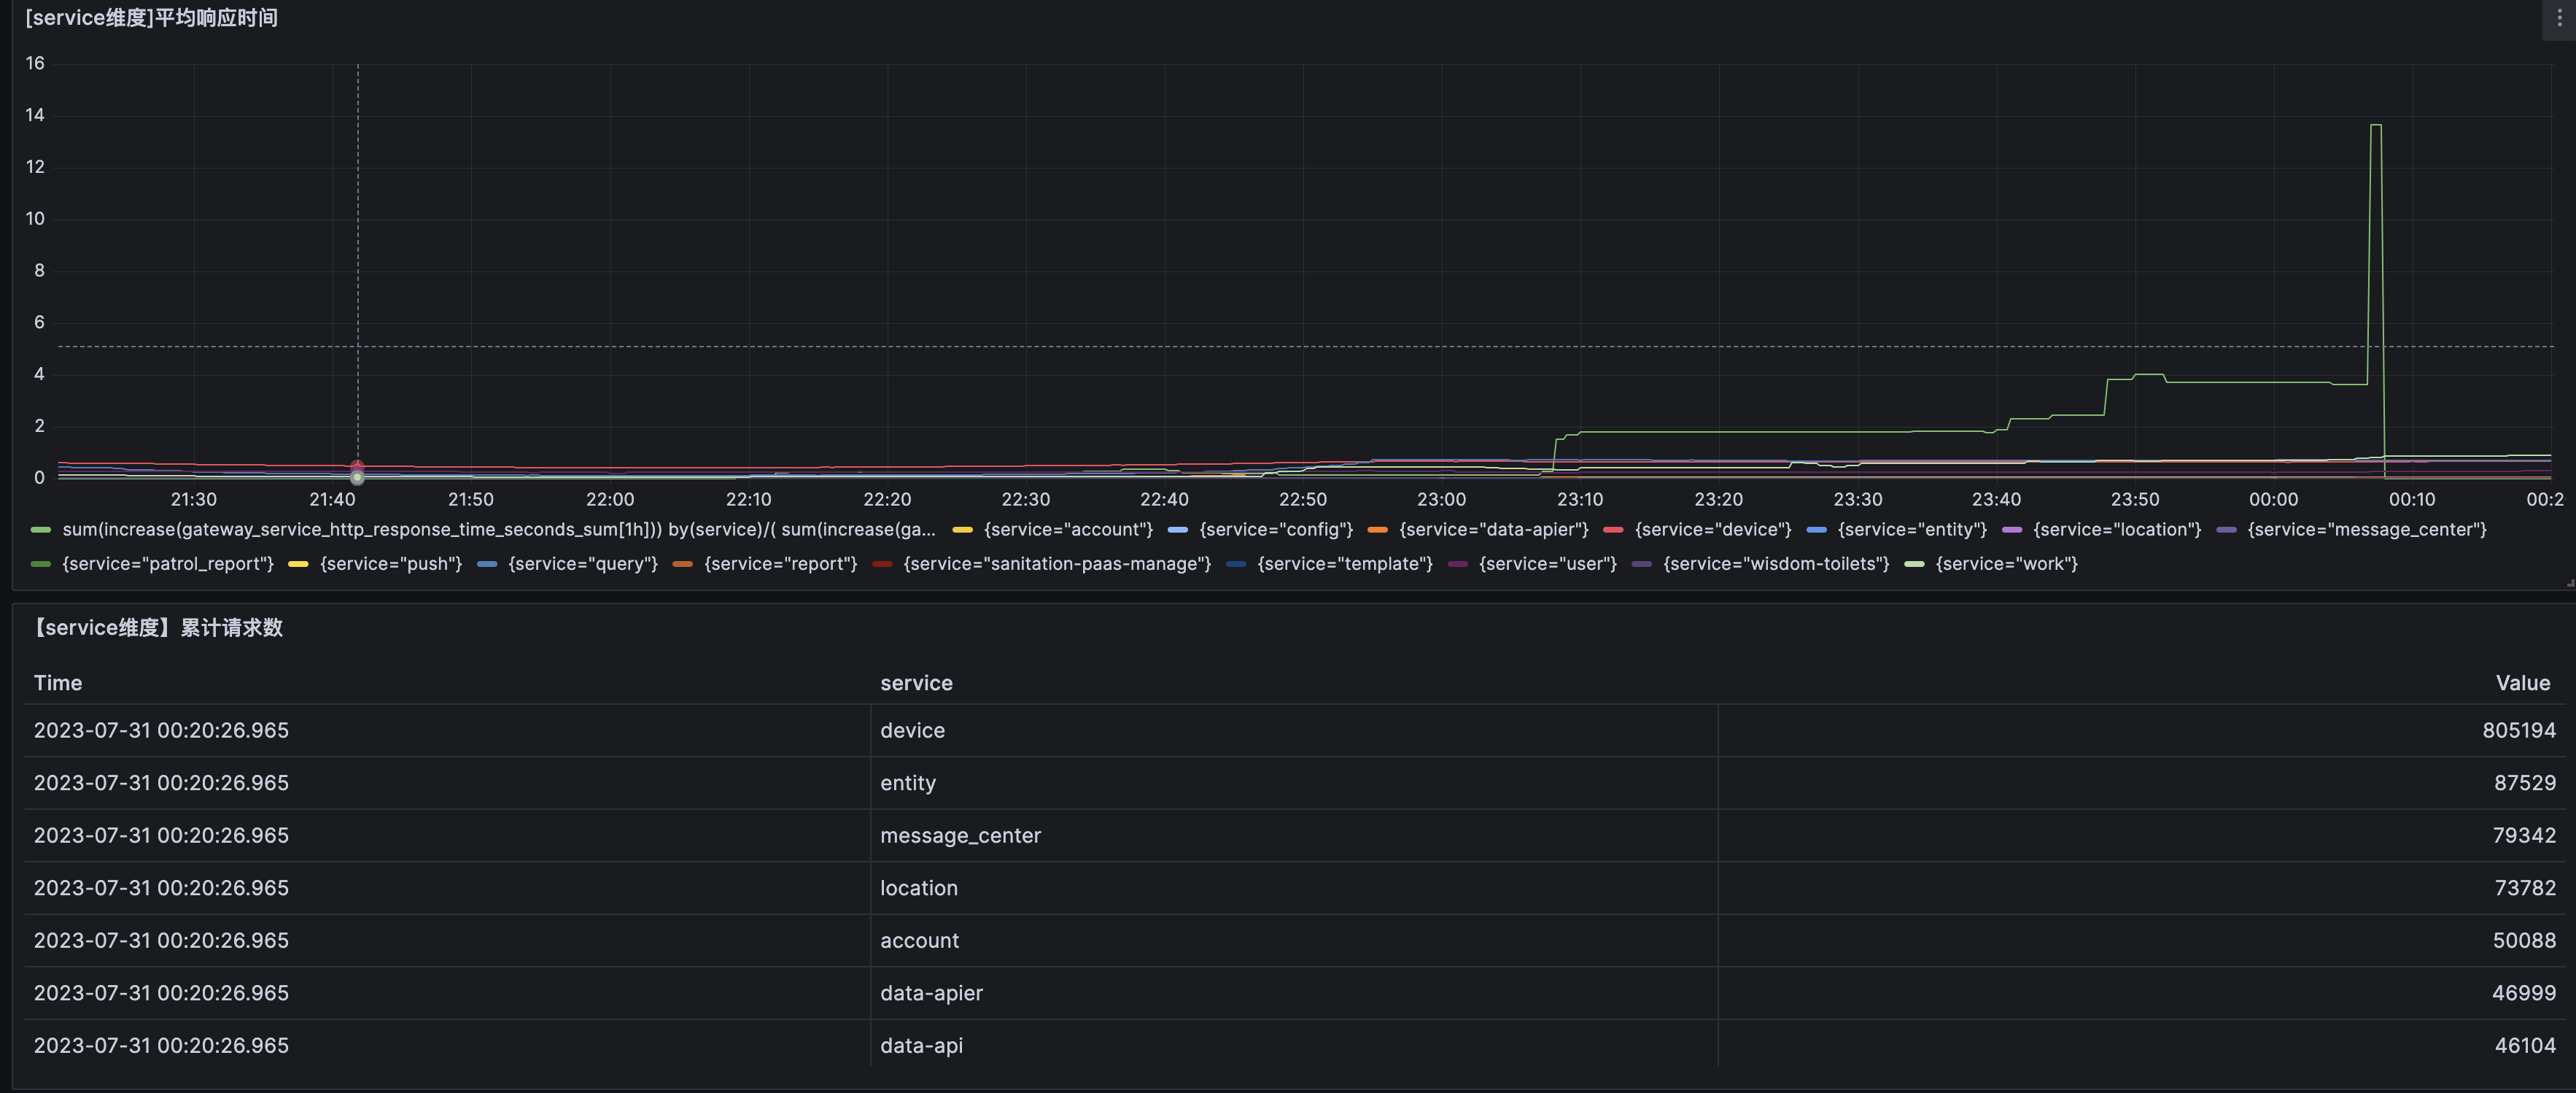 [service维度]平均响应时间
16
14
12
10
8
6
4
2
0
21:30 21:40 21:50 22:00 22:10 22:20 22:30 22:40 22:50 23:00 23:10 23:20 23:30 23:40 23:50 00:00 00:10 00:2
sum(increase(gateway_service_http_response_time_seconds_sum[1h])) by(service)/( sum(increase(ga... {service="account"} {service="config"} {service="data-apier"} {service="device"} {service="entity"} {service="location"} {service="message_center"}
{service="patrol_report"} {service="push"} {service="query"} {service="report"} {service="sanitation-paas-manage"} {service="template"} {service="user"} {service="wisdom-toilets"} {service="work"}
【service维度】累计请求数
Time service Value
2023-07-31 00:20:26.965 device 805194
2023-07-31 00:20:26.965 entity 87529
2023-07-31 00:20:26.965 message_center 79342
2023-07-31 00:20:26.965 location 73782
2023-07-31 00:20:26.965 account 50088
2023-07-31 00:20:26.965 data-apier 46999
2023-07-31 00:20:26.965 data-api 46104